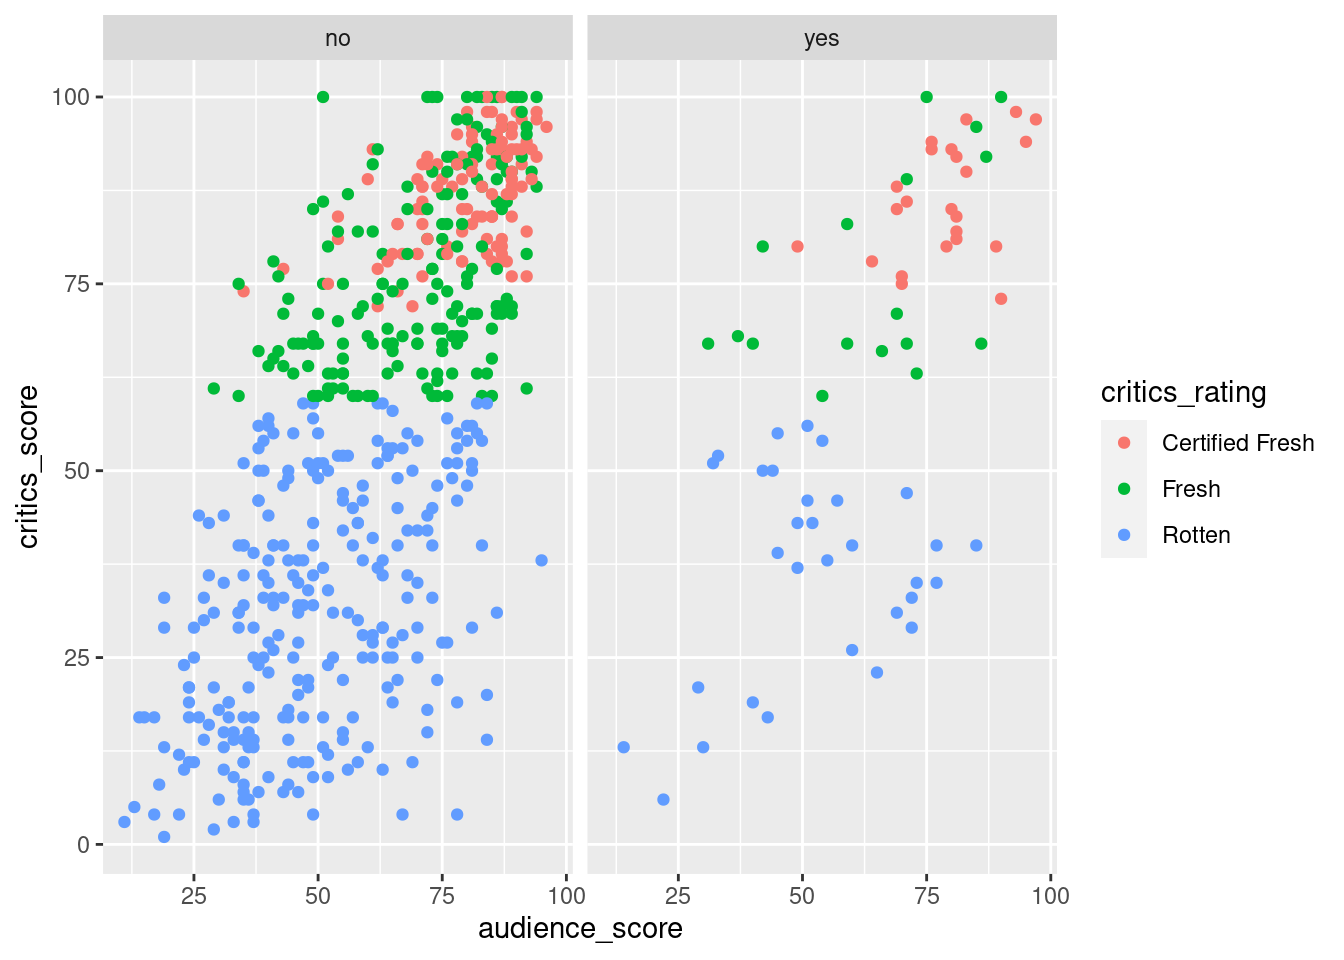 no yes
100
75
50
25
0
critics_score
25 50 75 100 25 50 75 100
audience_score
critics_rating
Certified Fresh
Fresh
Rotten